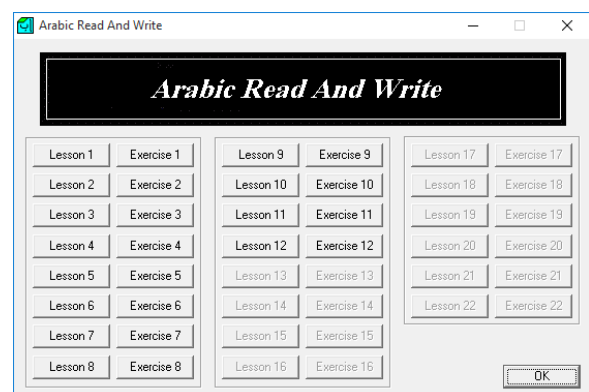 Arabic Read And Write
Arabic Read And Write
Lesson 1 Exercise 1
Lesson 2 Exercise 2
Lesson 3 Exercise 3
Lesson 4 Exercise 4
Lesson 5 Exercise 5
Lesson 6 Exercise 6
Lesson 7 Exercise 7
Lesson 8 Exercise 8
Lesson 9 Exercise 9
Lesson 10 Exercise 10
Lesson 11 Exercise 11
Lesson 12 Exercise 12
Lesson 13 Exercise 13
Lesson 14 Exercise 14
Lesson 15 Exercise 15
Lesson 16 Exercise 16
Lesson 17 Exercise 17
Lesson 18 Exercise 18
Lesson 19 Exercise 19
Lesson 20 Exercise 20
Lesson 21 Exercise 21
Lesson 22 Exercise 22
OK